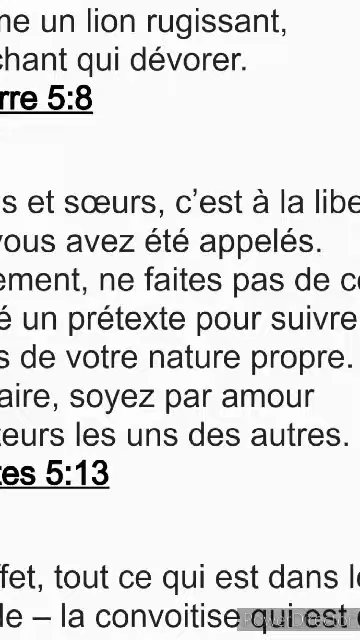 me un lion rugissant,
chant qui dévorer.
rre 5:8
s et sœurs, c’est à la libe
vous avez été appelés.
ement, ne faites pas de c
é un prétexte pour suivre
s de votre nature propre.
aire, soyez par amour
teurs les uns des autres.
tes 5:13
ffet, tout ce qui est dans l
de – la convoitise qui est